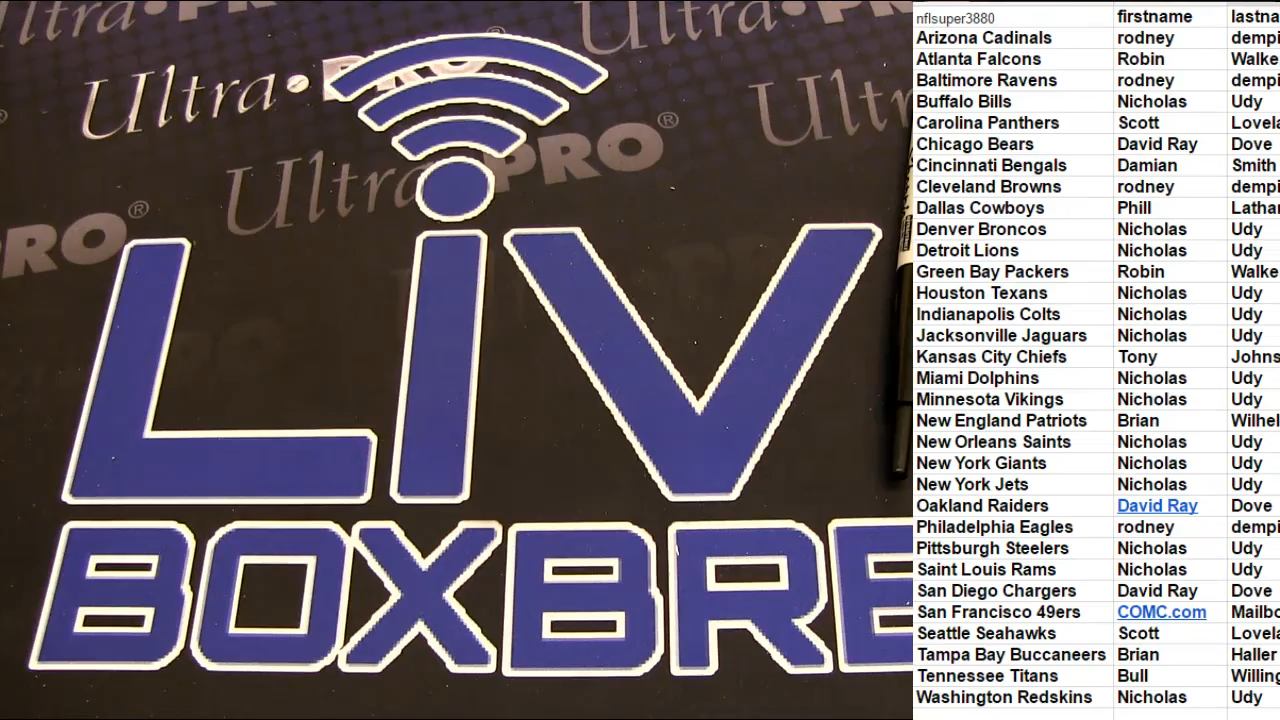 Ultra PRO
Ultra PRO®
Ultra PRO®
Ultra
PRO®
LiV
BOXBRE
nflsuper3880 firstname lastna
Arizona Cadinals rodney dempi
Atlanta Falcons Robin Walke
Baltimore Ravens rodney dempi
Buffalo Bills Nicholas Udy
Carolina Panthers Scott Lovela
Chicago Bears David Ray Dove
Cincinnati Bengals Damian Smith
Cleveland Browns rodney dempi
Dallas Cowboys Phill Lathar
Denver Broncos Nicholas Udy
Detroit Lions Nicholas Udy
Green Bay Packers Robin Walke
Houston Texans Nicholas Udy
Indianapolis Colts Nicholas Udy
Jacksonville Jaguars Nicholas Udy
Kansas City Chiefs Tony Johns
Miami Dolphins Nicholas Udy
Minnesota Vikings Nicholas Udy
New England Patriots Brian Wilhel
New Orleans Saints Nicholas Udy
New York Giants Nicholas Udy
New York Jets Nicholas Udy
Oakland Raiders David Ray Dove
Philadelphia Eagles rodney dempi
Pittsburgh Steelers Nicholas Udy
Saint Louis Rams Nicholas Udy
San Diego Chargers David Ray Dove
San Francisco 49ers COMC.com Mailbo
Seattle Seahawks Scott Lovela
Tampa Bay Buccaneers Brian Haller
Tennessee Titans Bull Willing
Washington Redskins Nicholas Udy